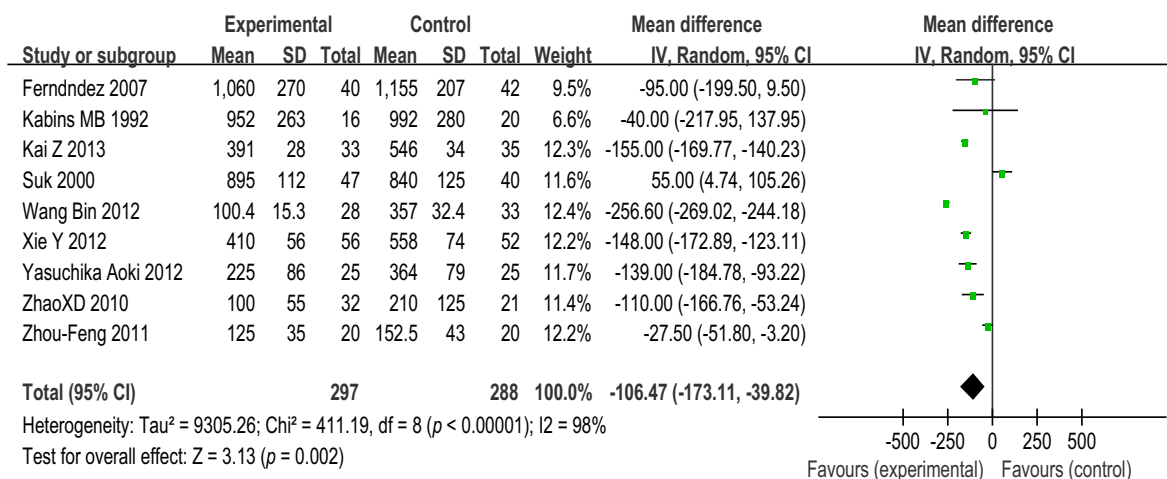 Experimental Control Mean difference Mean difference
Study or subgroup Mean SD Total Mean SD Total Weight IV, Random, 95% CI IV, Random, 95% CI
Ferndndez 2007 1,060 270 40 1,155 207 42 9.5% -95.00 (-199.50, 9.50)
Kabins MB 1992 952 263 16 992 280 20 6.6% -40.00 (-217.95, 137.95)
Kai Z 2013 391 28 33 546 34 35 12.3% -155.00 (-169.77, -140.23)
Suk 2000 895 112 47 840 125 40 11.6% 55.00 (4.74, 105.26)
Wang Bin 2012 100.4 15.3 28 357 32.4 33 12.4% -256.60 (-269.02, -244.18)
Xie Y 2012 410 56 56 558 74 52 12.2% -148.00 (-172.89, -123.11)
Yasuchika Aoki 2012 225 86 25 364 79 25 11.7% -139.00 (-184.78, -93.22)
ZhaoXD 2010 100 55 32 210 125 21 11.4% -110.00 (-166.76, -53.24)
Zhou-Feng 2011 125 35 20 152.5 43 20 12.2% -27.50 (-51.80, -3.20)
Total (95% CI) 297 288 100.0% -106.47 (-173.11, -39.82)
Heterogeneity: Tau² = 9305.26; Chi² = 411.19, df = 8 (p < 0.00001); I2 = 98%
Test for overall effect: Z = 3.13 (p = 0.002)
-500 -250 0 250 500
Favours (experimental) Favours (control)